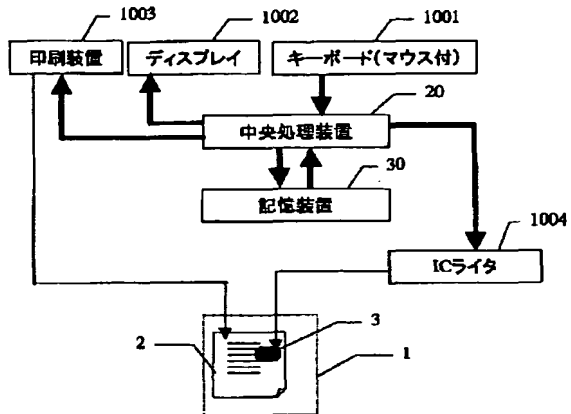 1003
1002
1001
印刷装置
ディスプレイ
キーボード(マウス付)
20
中央処理装置
30
記憶装置
1004
ICライタ
3
2
1